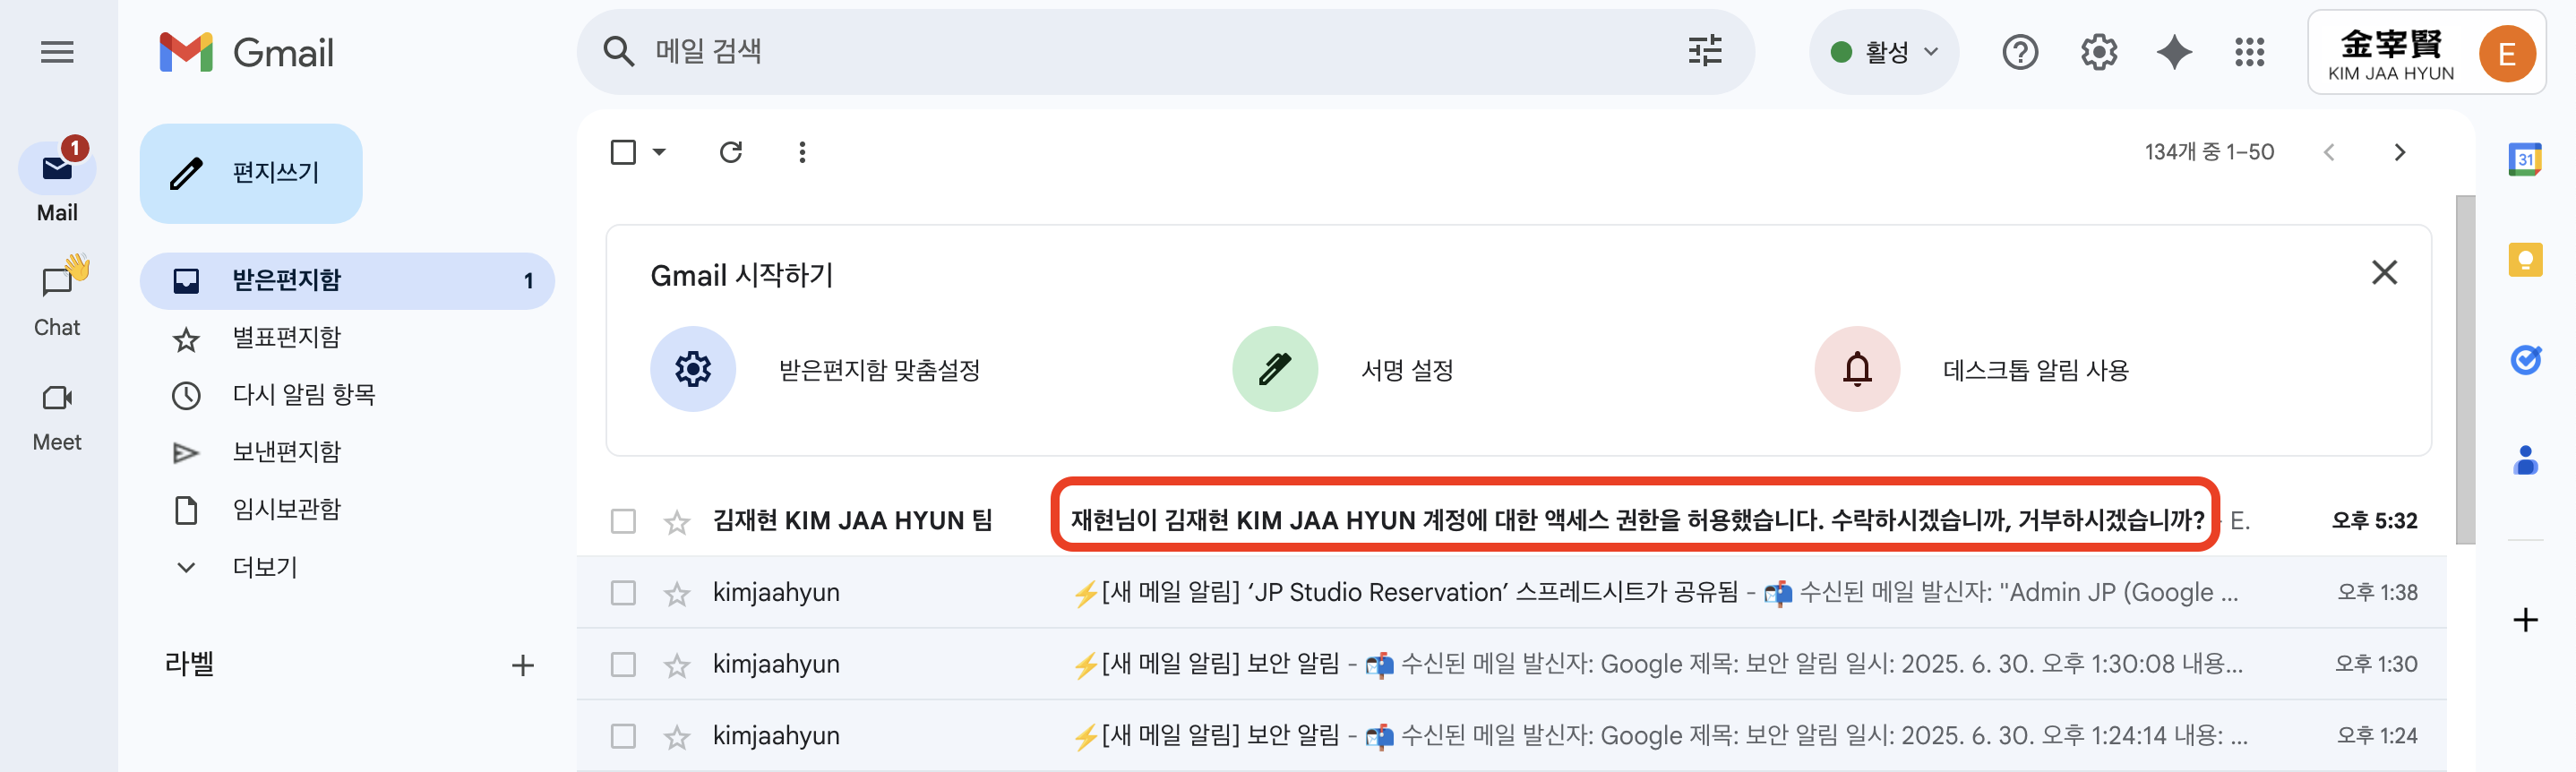 Gmail
메일 검색
활성
金宰賢
KIM JAA HYUN
E
1
Mail
Chat
Meet
편지쓰기
받은편지함 1
별표편지함
다시 알림 항목
보낸편지함
임시보관함
더보기
라벨
134개 중 1–50
31
Gmail 시작하기
받은편지함 맞춤설정
서명 설정
데스크톱 알림 사용
김재현 KIM JAA HYUN 팀 재현님이 김재현 KIM JAA HYUN 계정에 대한 액세스 권한을 허용했습니다. 수락하시겠습니까, 거부하시겠습니까? - E. 오후 5:32
kimjaahyun ⚡[새 메일 알림] ‘JP Studio Reservation’ 스프레드시트가 공유됨 - 📬 수신된 메일 발신자: "Admin JP (Google ... 오후 1:38
kimjaahyun ⚡[새 메일 알림] 보안 알림 - 📬 수신된 메일 발신자: Google 제목: 보안 알림 일시: 2025. 6. 30. 오후 1:30:08 내용... 오후 1:30
kimjaahyun ⚡[새 메일 알림] 보안 알림 - 📬 수신된 메일 발신자: Google 제목: 보안 알림 일시: 2025. 6. 30. 오후 1:24:14 내용: ... 오후 1:24